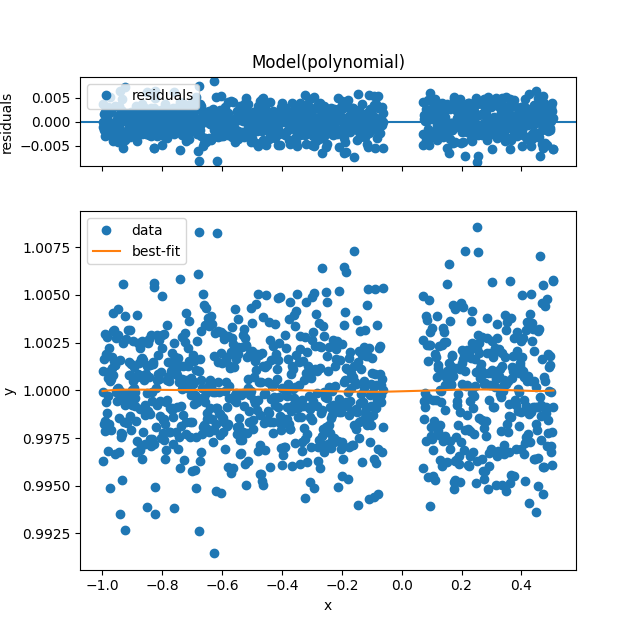 Model(polynomial)
residuals
0.005
0.000
−0.005
residuals
data
best-fit
1.0075
1.0050
1.0025
1.0000
0.9975
0.9950
0.9925
y
−1.0 −0.8 −0.6 −0.4 −0.2 0.0 0.2 0.4
x